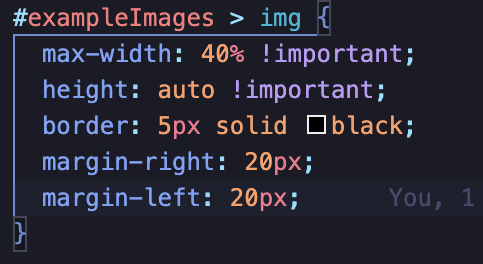 #exampleImages > img {
max-width: 40% !important;
height: auto !important;
border: 5px solid black;
margin-right: 20px;
margin-left: 20px; You, 1
}